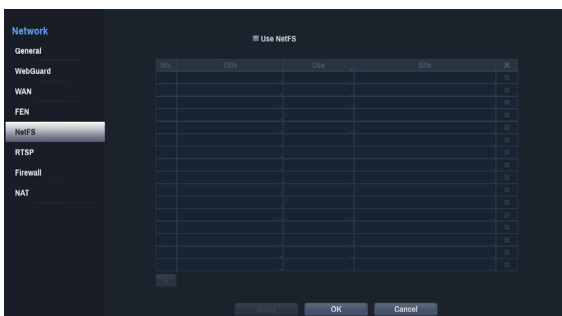 Network
General
WebGuard
WAN
FEN
NetFS
RTSP
Firewall
NAT
Use NetFS
No. Title Use Site
Apply OK Cancel